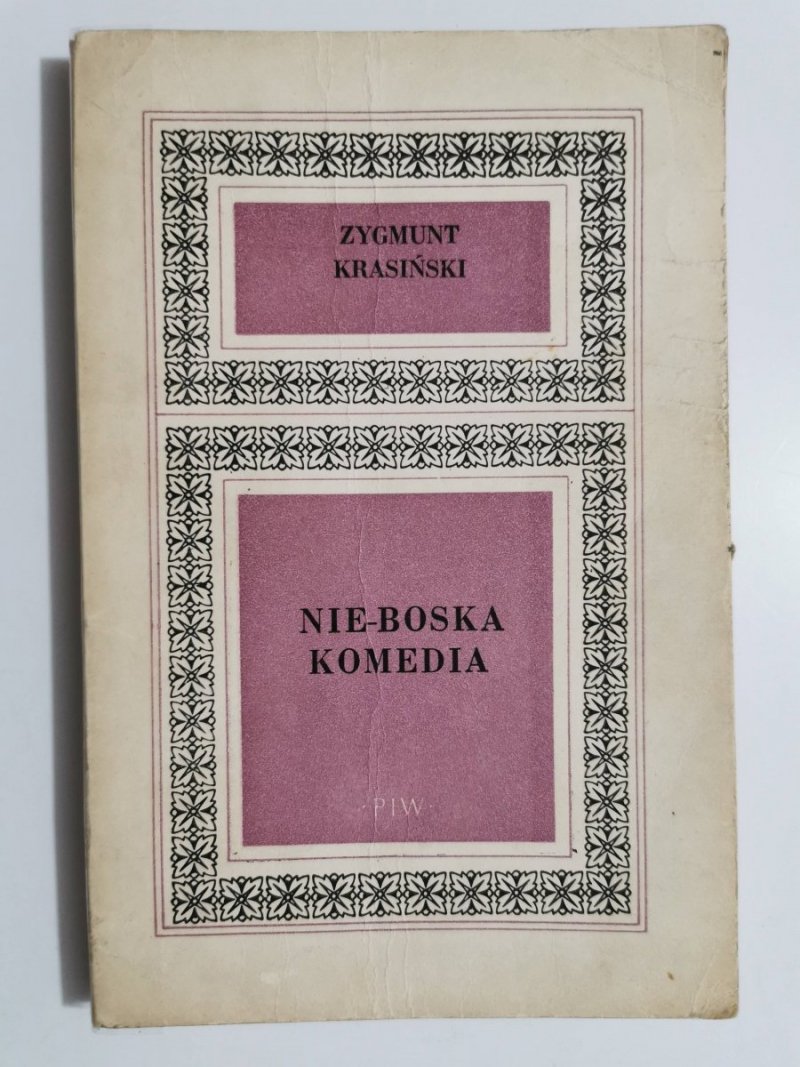 ZYGMUNT
KRASIŃSKI
NIE-BOSKA
KOMEDIA
·PIW·